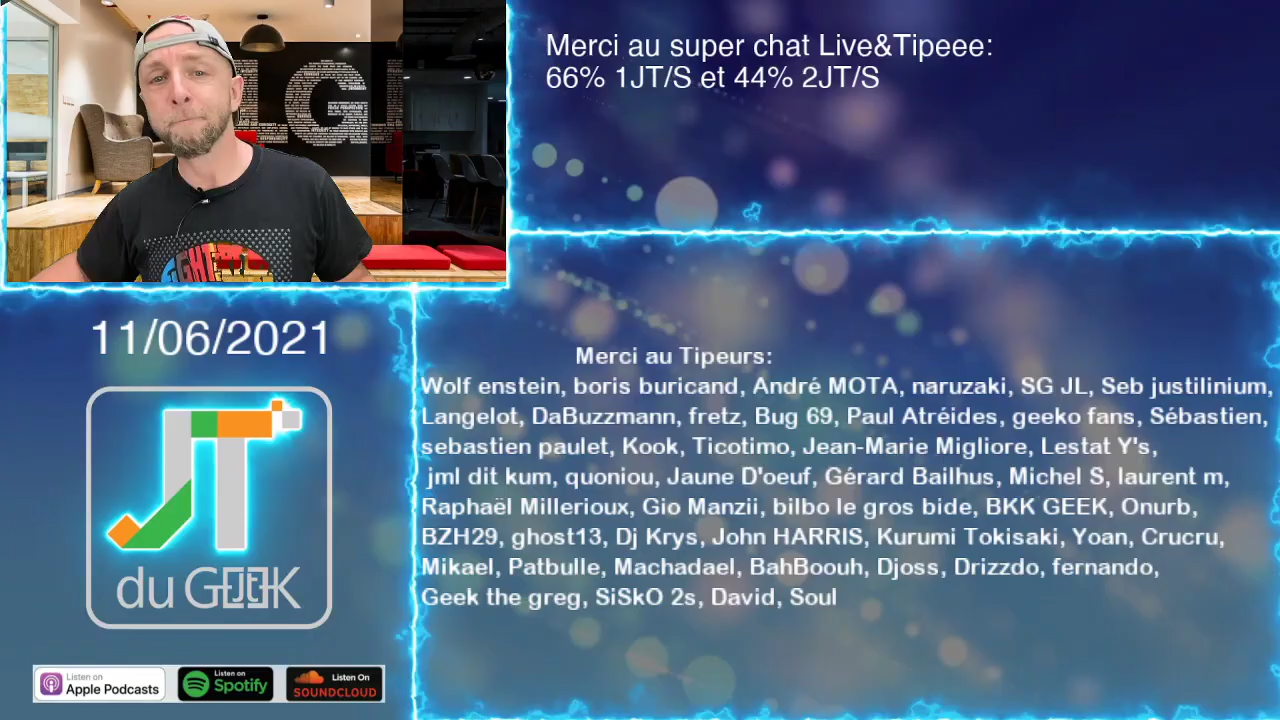 Merci au super chat Live&Tipeee:
66% 1JT/S et 44% 2JT/S
11/06/2021
JT
du GEEK
Jt
Listen on
Apple Podcasts
Listen on
Spotify
Listen On
SOUNDCLOUD
Merci au Tipeurs:
Wolf enstein, boris buricand, André MOTA, naruzaki, SG JL, Seb justilinium,
Langelot, DaBuzzmann, fretz, Bug 69, Paul Atréides, geeko fans, Sébastien,
sebastien paulet, Kook, Ticotimo, Jean-Marie Migliore, Lestat Y's,
jml dit kum, quoniou, Jaune D'oeuf, Gérard Bailhus, Michel S, laurent m,
Raphaël Millerioux, Gio Manzii, bilbo le gros bide, BKK GEEK, Onurb,
BZH29, ghost13, Dj Krys, John HARRIS, Kurumi Tokisaki, Yoan, Crucru,
Mikael, Patbulle, Machadael, BahBoouh, Djoss, Drizzdo, fernando,
Geek the greg, SiSkO 2s, David, Soul